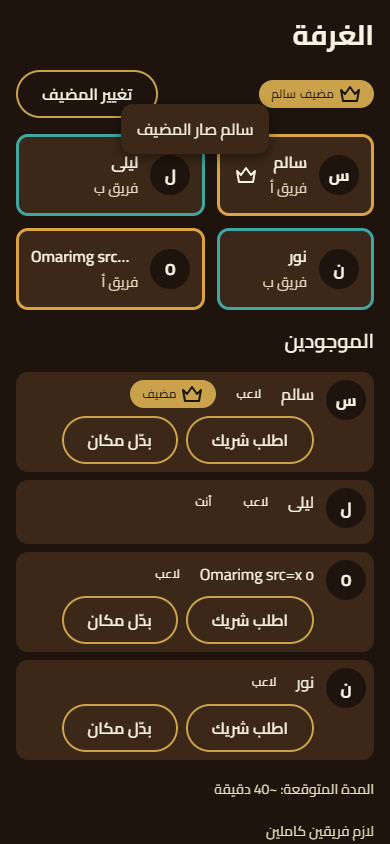 الغرفة
مضيف سالم
تغيير المضيف
سالم صار المضيف
س
سالم
فريق أ
ل
ليلى
فريق ب
ن
نور
فريق ب
O
Omarimg src...
فريق أ
الموجودين
س
سالم لاعب مضيف
اطلب شريك بدّل مكان
ل
ليلى لاعب أنت
O
Omarimg src=x o لاعب
اطلب شريك بدّل مكان
ن
نور لاعب
اطلب شريك بدّل مكان
المدة المتوقعة: ~40 دقيقة
لازم فريقين كاملين